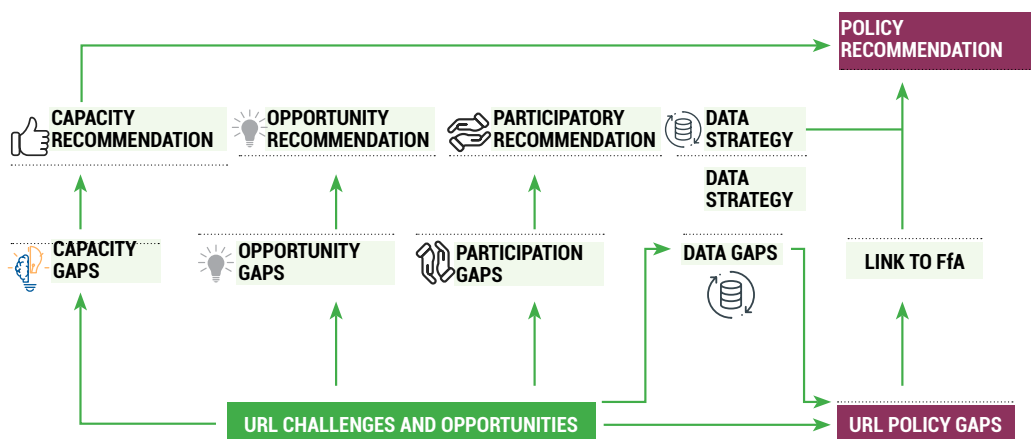 POLICY
RECOMMENDATION
CAPACITY
RECOMMENDATION
OPPORTUNITY
RECOMMENDATION
PARTICIPATORY
RECOMMENDATION
DATA
STRATEGY
DATA
STRATEGY
CAPACITY
GAPS
OPPORTUNITY
GAPS
PARTICIPATION
GAPS
DATA GAPS
LINK TO FfA
URL CHALLENGES AND OPPORTUNITIES
URL POLICY GAPS